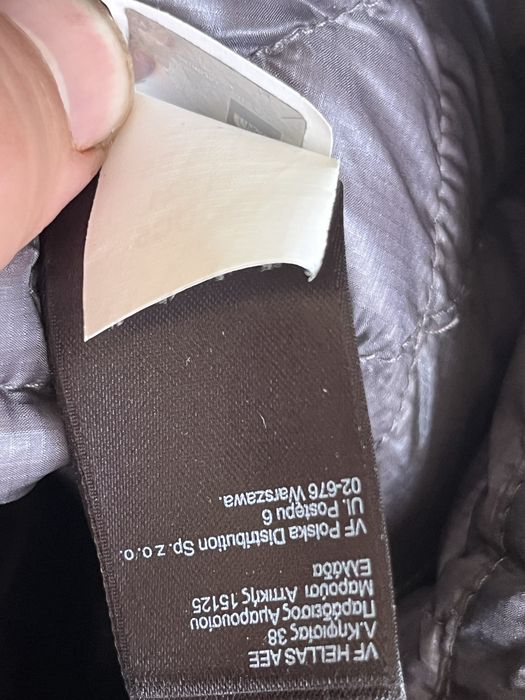 VF HELLAS AEE
Λ.Κηφισίας 38
Παράδεισος Αμαρουσίου
Μαρούσι Αττικής 15125
Ελλάδα
VF Polska Distribution Sp. z o. o.
Ul. Postępu 6
02-676 Warszawa.